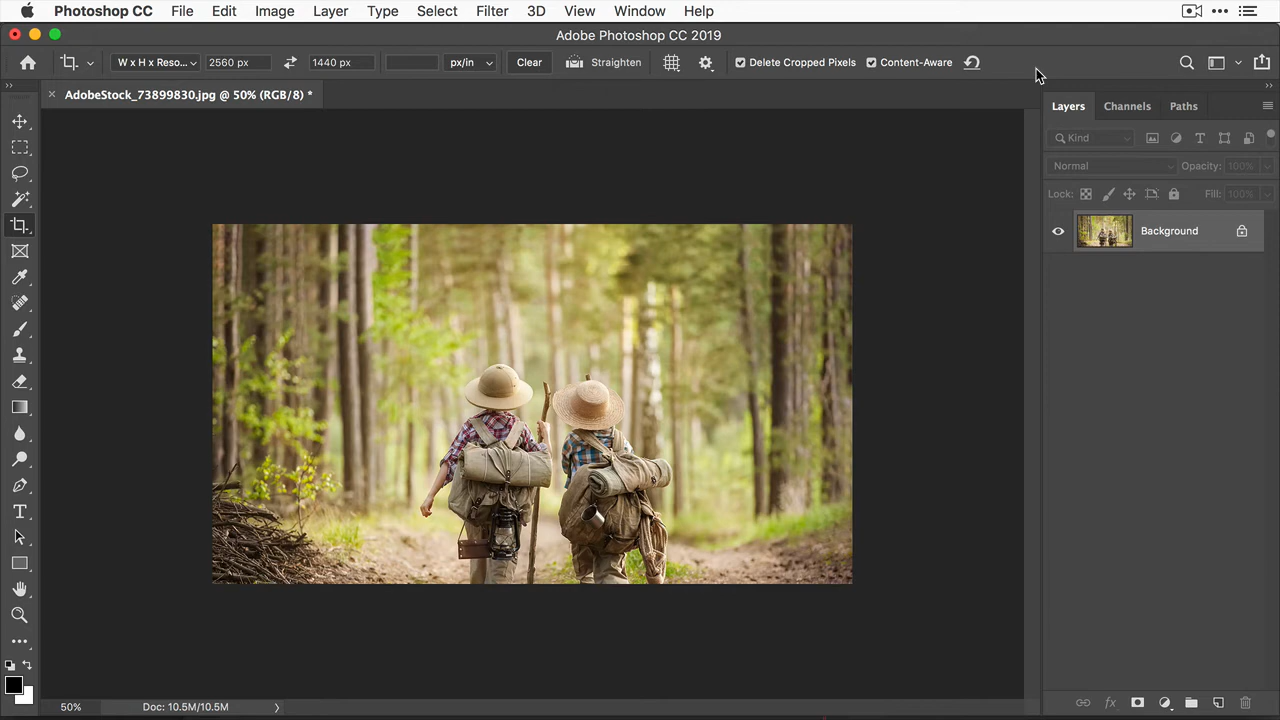 Photoshop CC File Edit Image Layer Type Select Filter 3D View Window Help
Adobe Photoshop CC 2019
W x H x Reso... 2560 px 1440 px px/in Clear Straighten Delete Cropped Pixels Content-Aware
AdobeStock_73899830.jpg @ 50% (RGB/8) *
Layers Channels Paths
Kind
Normal Opacity: 100%
Lock: Fill: 100%
Background
50% Doc: 10.5M/10.5M